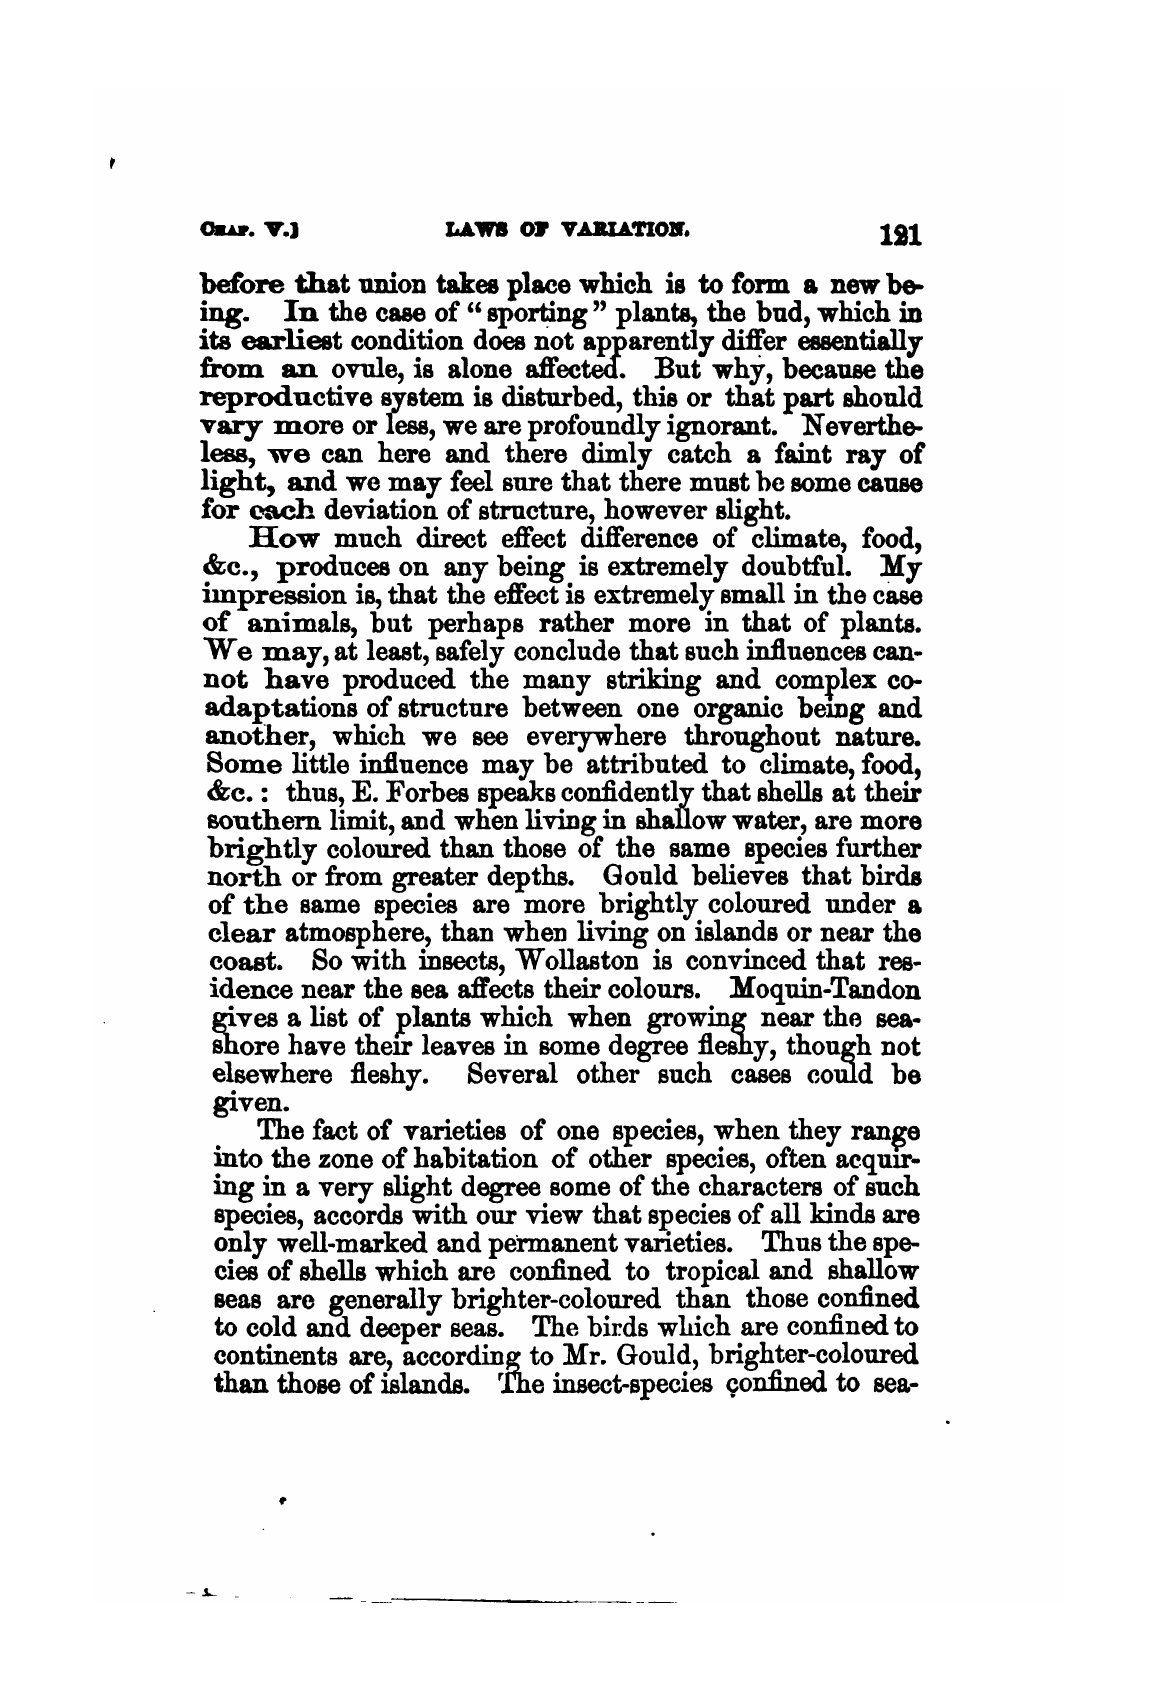 CHAP. V.] LAWS OF VARIATION. 121
before that union takes place which is to form a new be-
ing. In the case of “sporting” plants, the bud, which in
its earliest condition does not apparently differ essentially
from an ovule, is alone affected. But why, because the
reproductive system is disturbed, this or that part should
vary more or less, we are profoundly ignorant. Neverthe-
less, we can here and there dimly catch a faint ray of
light, and we may feel sure that there must be some cause
for each deviation of structure, however slight.
How much direct effect difference of climate, food,
&c., produces on any being is extremely doubtful. My
impression is, that the effect is extremely small in the case
of animals, but perhaps rather more in that of plants.
We may, at least, safely conclude that such influences can-
not have produced the many striking and complex co-
adaptations of structure between one organic being and
another, which we see everywhere throughout nature.
Some little influence may be attributed to climate, food,
&c.: thus, E. Forbes speaks confidently that shells at their
southern limit, and when living in shallow water, are more
brightly coloured than those of the same species further
north or from greater depths. Gould believes that birds
of the same species are more brightly coloured under a
clear atmosphere, than when living on islands or near the
coast. So with insects, Wollaston is convinced that res-
idence near the sea affects their colours. Moquin-Tandon
gives a list of plants which when growing near the sea-
shore have their leaves in some degree fleshy, though not
elsewhere fleshy. Several other such cases could be
given.
The fact of varieties of one species, when they range
into the zone of habitation of other species, often acquir-
ing in a very slight degree some of the characters of such
species, accords with our view that species of all kinds are
only well-marked and permanent varieties. Thus the spe-
cies of shells which are confined to tropical and shallow
seas are generally brighter-coloured than those confined
to cold and deeper seas. The birds which are confined to
continents are, according to Mr. Gould, brighter-coloured
than those of islands. The insect-species confined to sea-